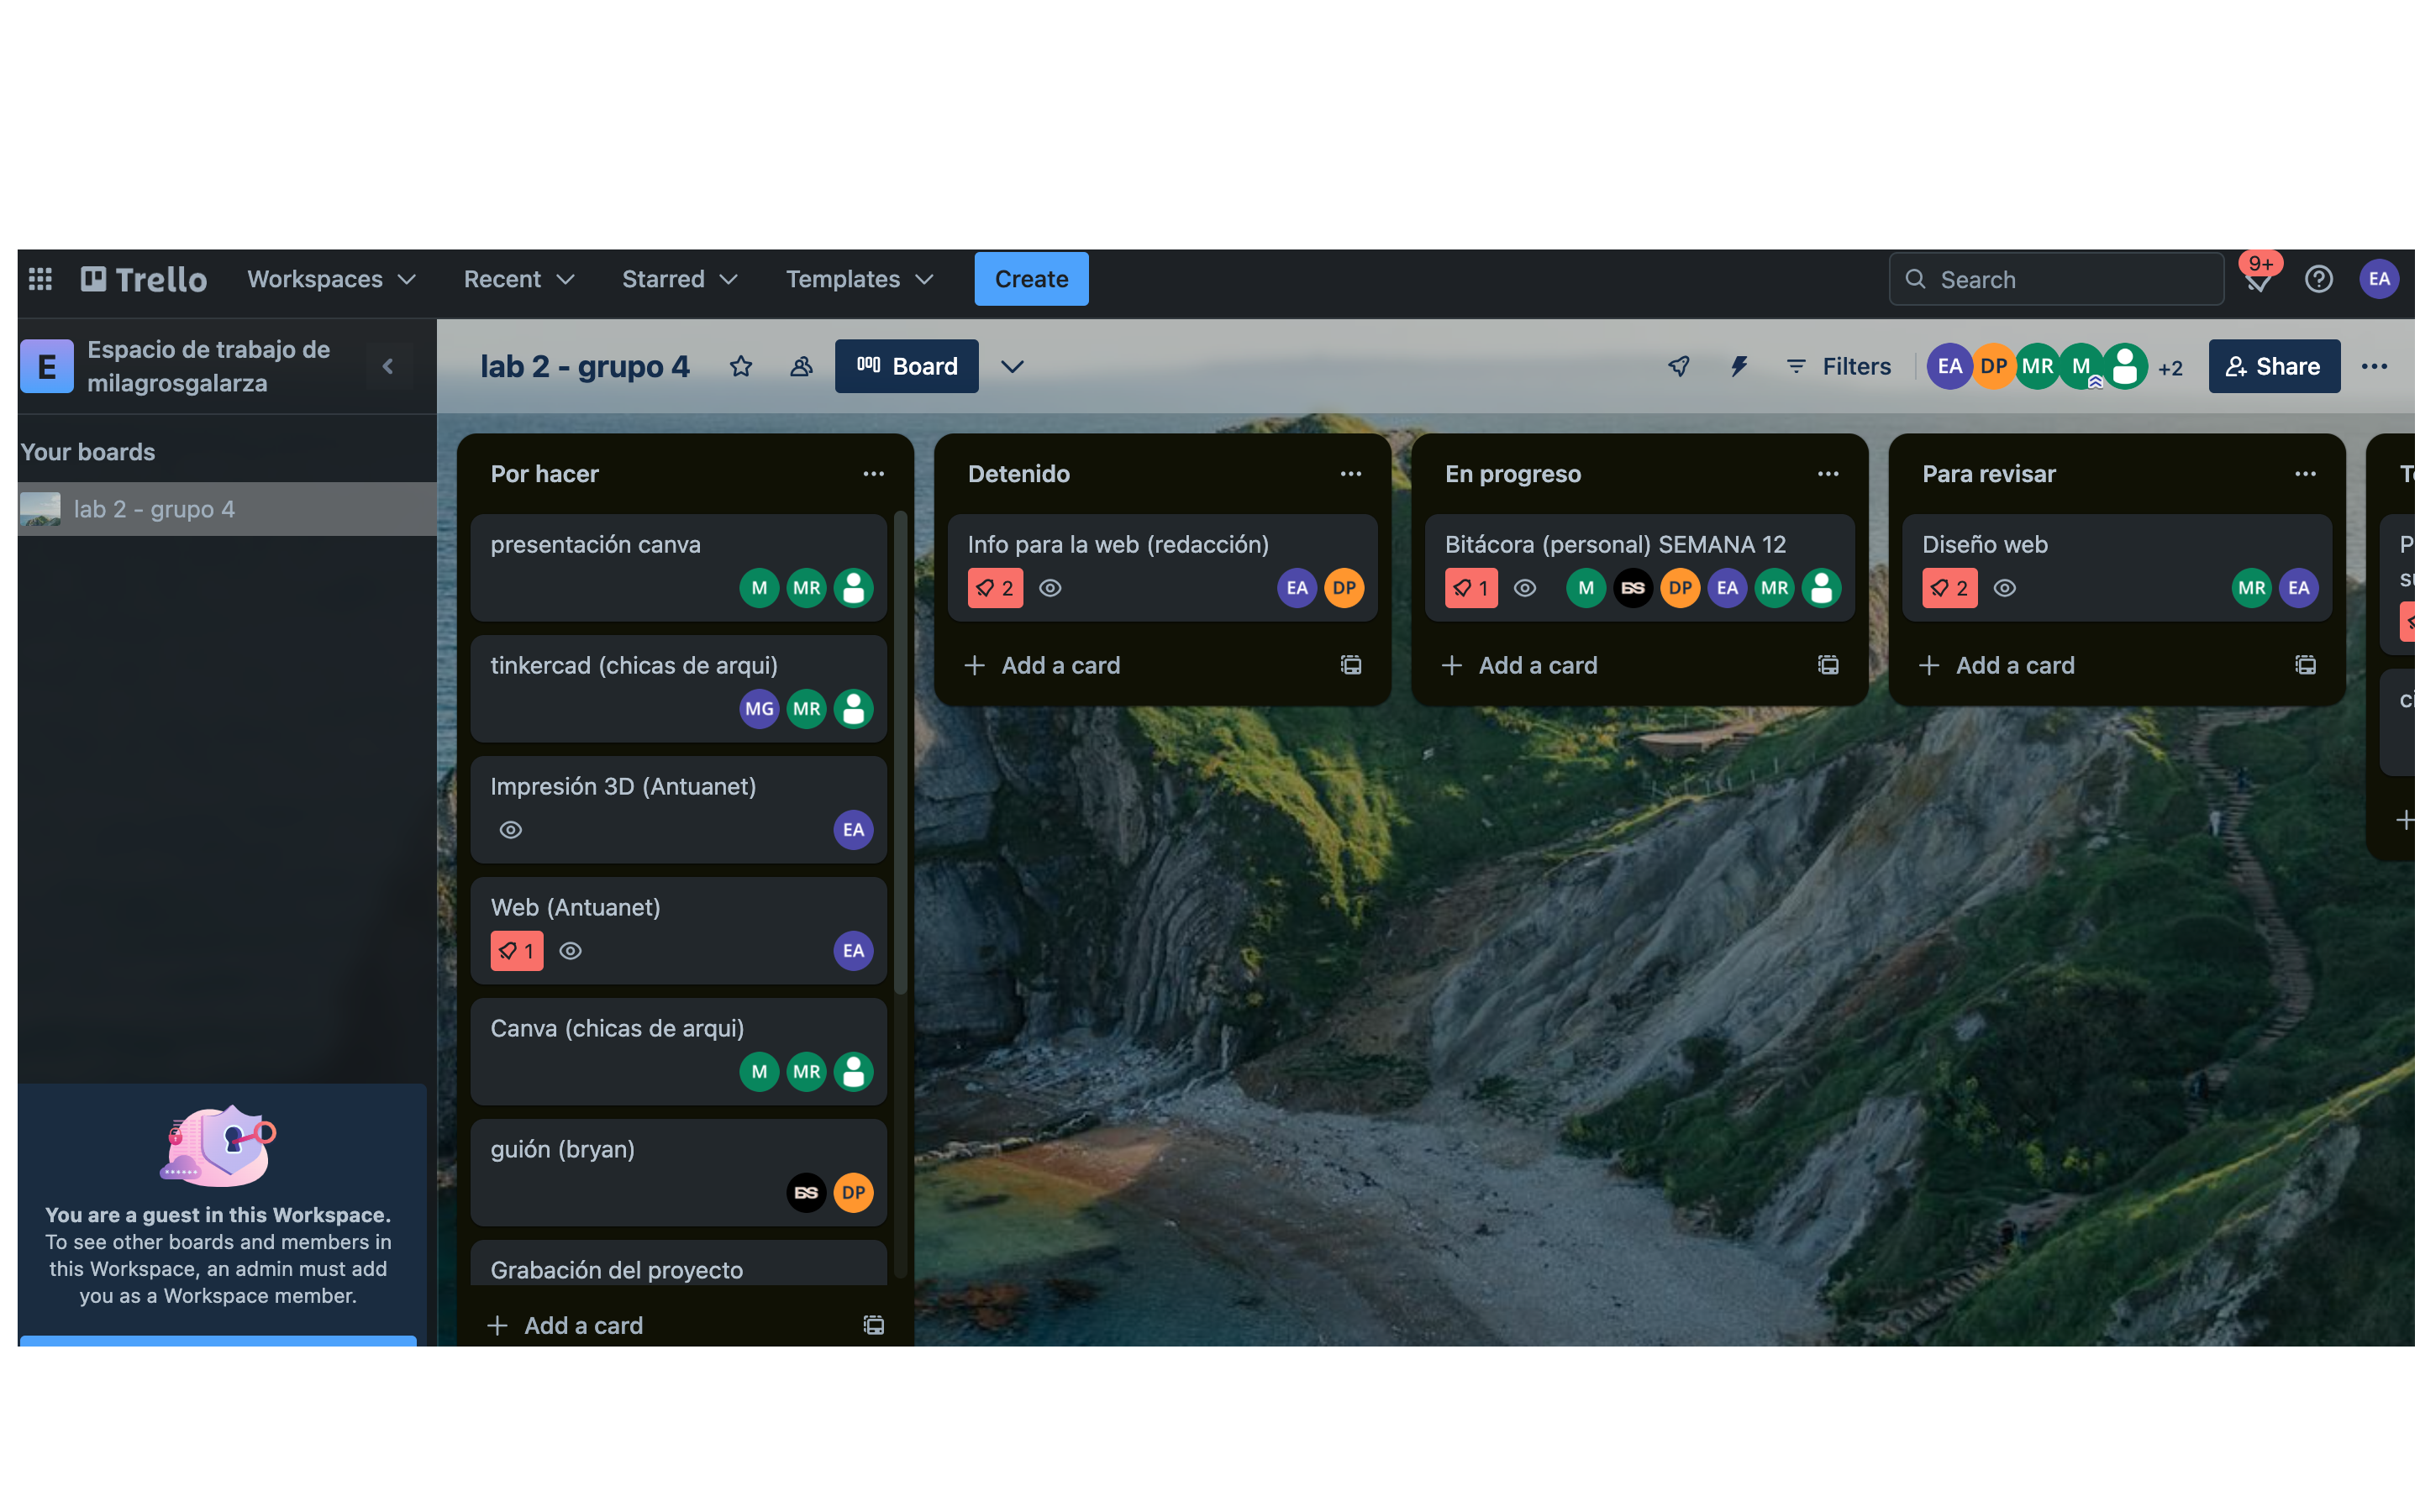 Trello
Workspaces
Recent
Starred
Templates
Create
Search
9+
EA
E
Espacio de trabajo de
milagrosgalarza
lab 2 - grupo 4
Board
Filters
EA
DP
MR
M
+2
Share
Your boards
lab 2 - grupo 4
Por hacer
presentación canva
M MR
tinkercad (chicas de arqui)
MG MR
Impresión 3D (Antuanet)
EA
Web (Antuanet)
1
EA
Canva (chicas de arqui)
M MR
guión (bryan)
BS DP
Grabación del proyecto
Add a card
Detenido
Info para la web (redacción)
2
EA DP
Add a card
En progreso
Bitácora (personal) SEMANA 12
1
M BS DP EA MR
Add a card
Para revisar
Diseño web
2
MR EA
Add a card
You are a guest in this Workspace.
To see other boards and members in
this Workspace, an admin must add
you as a Workspace member.